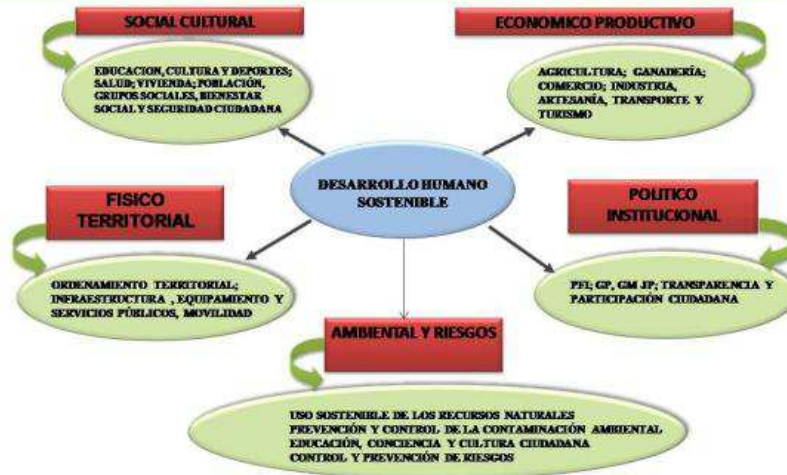 SOCIAL CULTURAL
EDUCACION, CULTURA Y DEPORTES;
SALUD; VIVIENDA; POBLACIÓN,
GRUPOS SOCIALES, BIENESTAR
SOCIAL Y SEGURIDAD CIUDADANA
ECONOMICO PRODUCTIVO
AGRICULTURA; GANADERÍA;
COMERCIO; INDUSTRIA,
ARTESANÍA, TRANSPORTE Y
TURISMO
DESARROLLO HUMANO
SOSTENIBLE
FISICO
TERRITORIAL
ORDENAMIENTO TERRITORIAL;
INFRAESTRUCTURA , EQUIPAMIENTO Y
SERVICIOS PÚBLICOS, MOVILIDAD
POLITICO
INSTITUCIONAL
PFI; GP, GM JP; TRANSPARENCIA Y
PARTICIPACIÓN CIUDADANA
AMBIENTAL Y RIESGOS
USO SOSTENIBLE DE LOS RECURSOS NATURALES
PREVENCIÓN Y CONTROL DE LA CONTAMINACIÓN AMBIENTAL
EDUCACIÓN, CONCIENCIA Y CULTURA CIUDADANA
CONTROL Y PREVENCIÓN DE RIESGOS